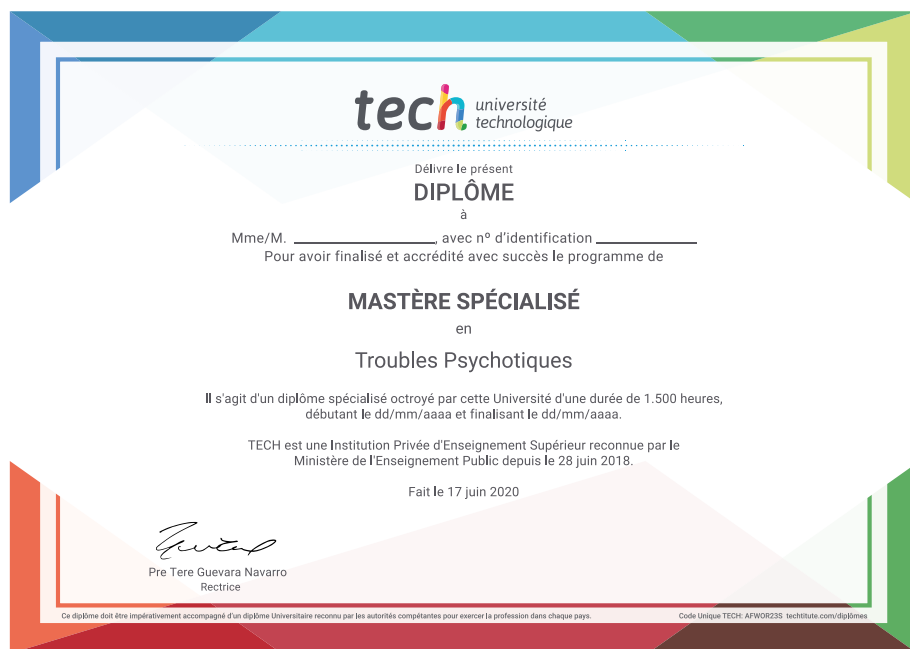 tech université
technologique
Délivre le présent
DIPLÔME
à
Mme/M. ____________________, avec nº d'identification ______________
Pour avoir finalisé et accrédité avec succès le programme de
MASTÈRE SPÉCIALISÉ
en
Troubles Psychotiques
Il s'agit d'un diplôme spécialisé octroyé par cette Université d'une durée de 1.500 heures,
débutant le dd/mm/aaaa et finalisant le dd/mm/aaaa.
TECH est une Institution Privée d'Enseignement Supérieur reconnue par le
Ministère de l'Enseignement Public depuis le 28 juin 2018.
Fait le 17 juin 2020
Pre Tere Guevara Navarro
Rectrice
Ce diplôme doit être impérativement accompagné d'un diplôme Universitaire reconnu par les autorités compétantes pour exercer la profession dans chaque pays. Code Unique TECH: AFWOR23S techtitute.com/diplômes